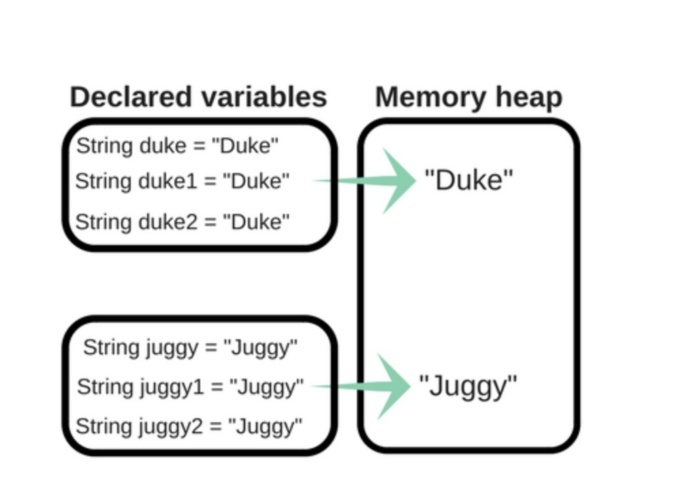 Declared variables
String duke = "Duke"
String duke1 = "Duke"
String duke2 = "Duke"
String juggy = "Juggy"
String juggy1 = "Juggy"
String juggy2 = "Juggy"
Memory heap
"Duke"
"Juggy"